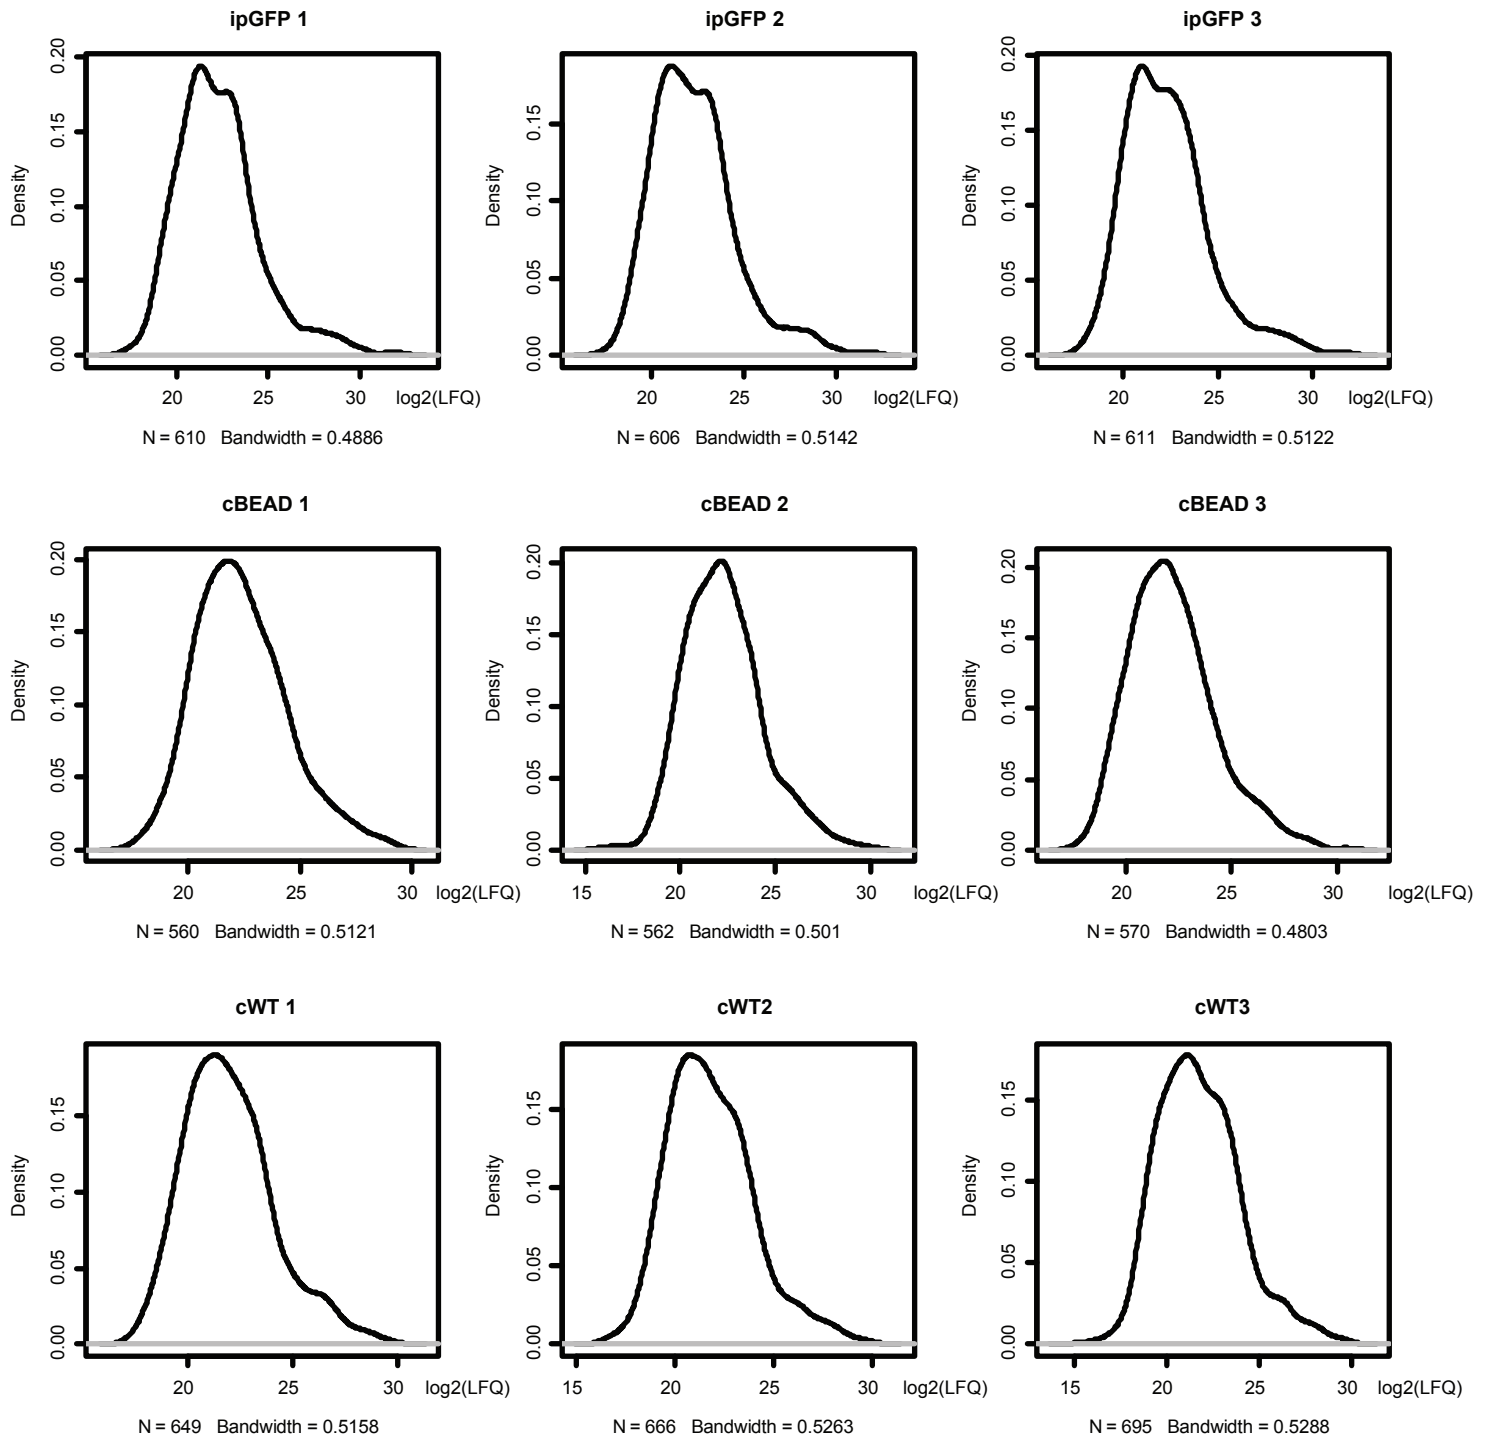 ipGFP 1
ipGFP 2
ipGFP 3
Density
0.00 0.05 0.10 0.15 0.20
20 25 30 log2(LFQ)
N = 610 Bandwidth = 0.4886
Density
0.00 0.05 0.10 0.15
20 25 30 log2(LFQ)
N = 606 Bandwidth = 0.5142
Density
0.00 0.05 0.10 0.15 0.20
20 25 30 log2(LFQ)
N = 611 Bandwidth = 0.5122
cBEAD 1
cBEAD 2
cBEAD 3
Density
0.00 0.05 0.10 0.15 0.20
20 25 30 log2(LFQ)
N = 560 Bandwidth = 0.5121
Density
0.00 0.05 0.10 0.15 0.20
15 20 25 30 log2(LFQ)
N = 562 Bandwidth = 0.501
Density
0.00 0.05 0.10 0.15 0.20
20 25 30 log2(LFQ)
N = 570 Bandwidth = 0.4803
cWT 1
cWT2
cWT3
Density
0.00 0.05 0.10 0.15
20 25 30 log2(LFQ)
N = 649 Bandwidth = 0.5158
Density
0.00 0.05 0.10 0.15
15 20 25 30 log2(LFQ)
N = 666 Bandwidth = 0.5263
Density
0.00 0.05 0.10 0.15
15 20 25 30 log2(LFQ)
N = 695 Bandwidth = 0.5288